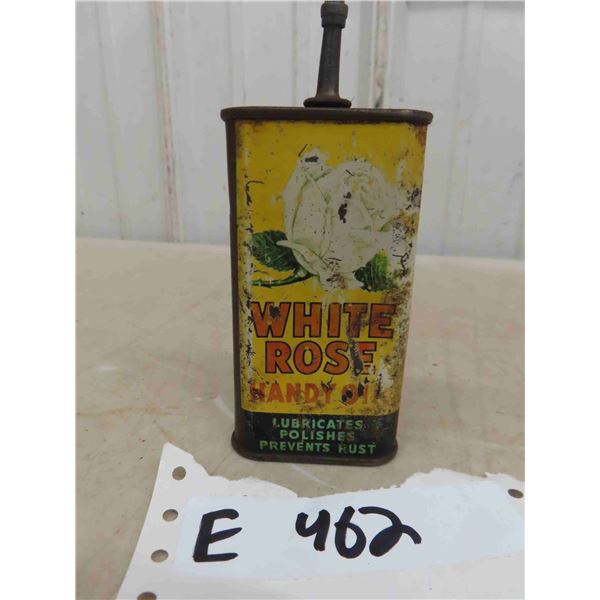 WHITE
ROSE
HANDY OIL
LUBRICATES
POLISHES
PREVENTS RUST
E 462